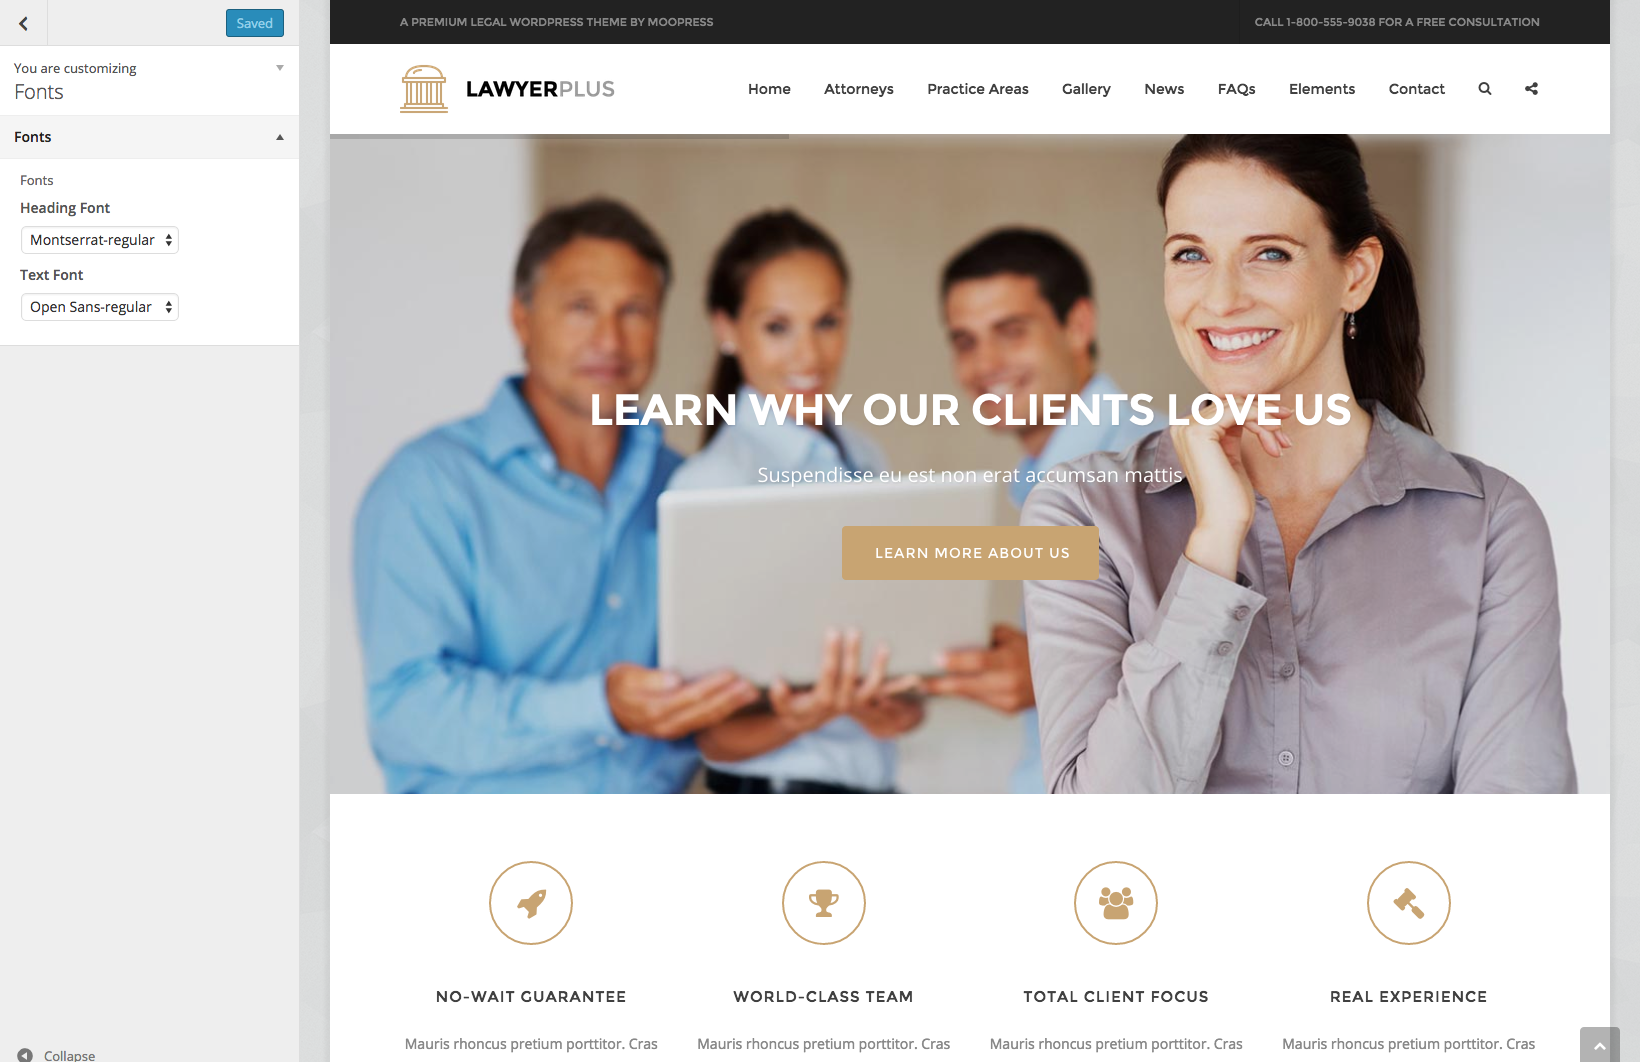 Saved
You are customizing
Fonts
Fonts
Fonts
Heading Font
Montserrat-regular
Text Font
Open Sans-regular
Collapse
A PREMIUM LEGAL WORDPRESS THEME BY MOOPRESS
CALL 1-800-555-9038 FOR A FREE CONSULTATION
LAWYERPLUS
Home Attorneys Practice Areas Gallery News FAQs Elements Contact
LEARN WHY OUR CLIENTS LOVE US
Suspendisse eu est non erat accumsan mattis
LEARN MORE ABOUT US
NO-WAIT GUARANTEE
Mauris rhoncus pretium porttitor. Cras
WORLD-CLASS TEAM
Mauris rhoncus pretium porttitor. Cras
TOTAL CLIENT FOCUS
Mauris rhoncus pretium porttitor. Cras
REAL EXPERIENCE
Mauris rhoncus pretium porttitor. Cras